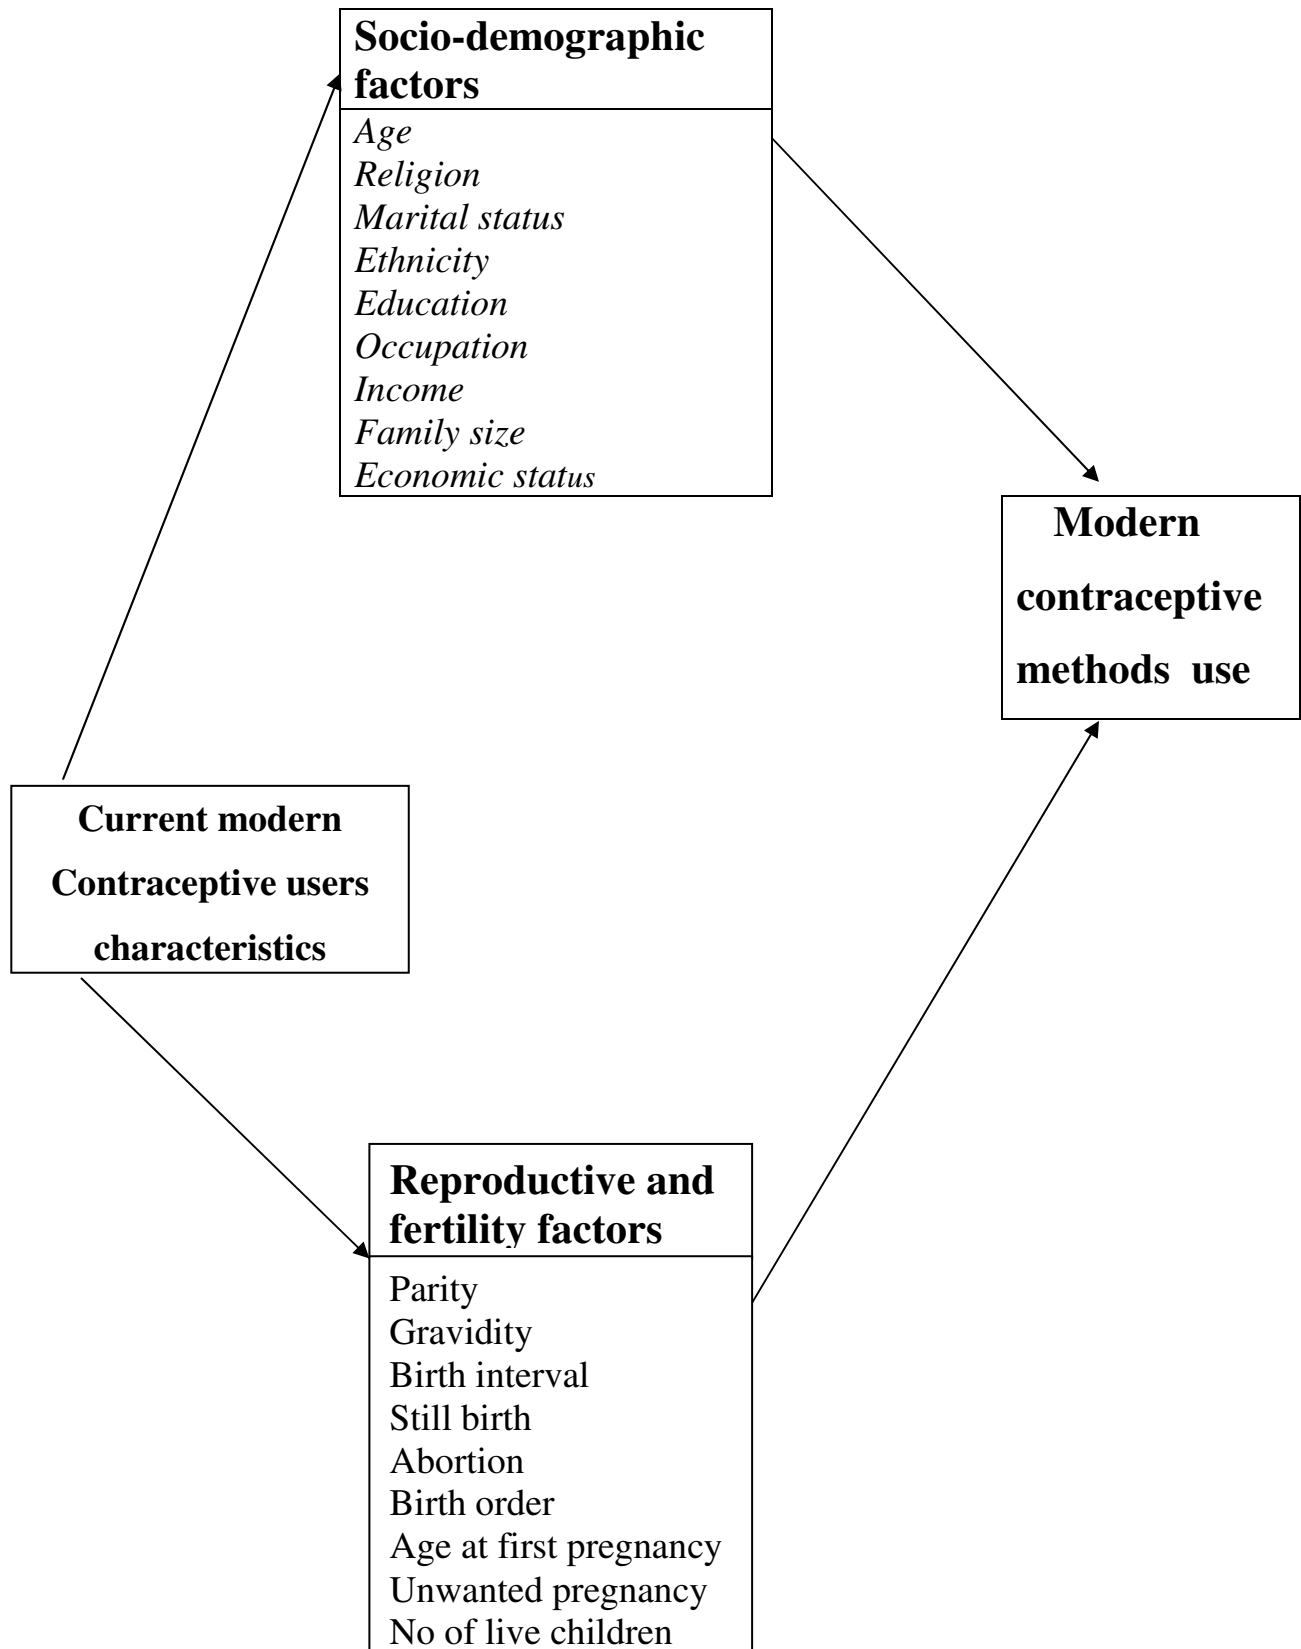 Socio-demographic
factors
Age
Religion
Marital status
Ethnicity
Education
Occupation
Income
Family size
Economic status
Modern
contraceptive
methods use
Current modern
Contraceptive users
characteristics
Reproductive and
fertility factors
Parity
Gravidity
Birth interval
Still birth
Abortion
Birth order
Age at first pregnancy
Unwanted pregnancy
No of live children